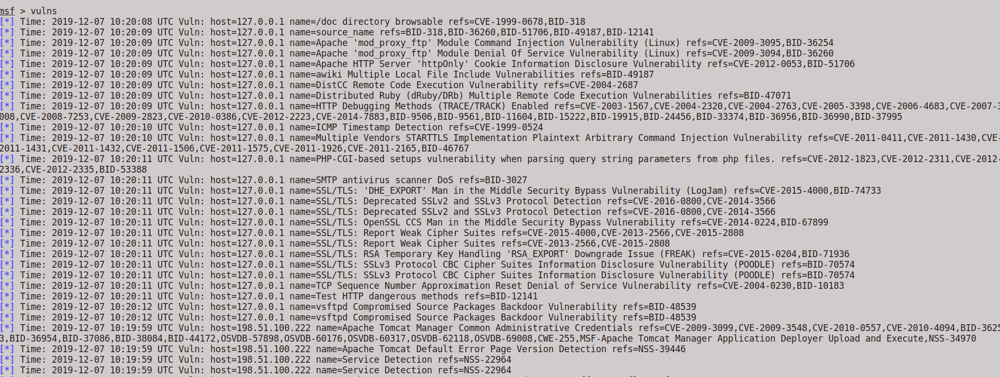 msf > vulns
[*] Time: 2019-12-07 10:20:08 UTC Vuln: host=127.0.0.1 name=/doc directory browsable refs=CVE-1999-0678,BID-318
[*] Time: 2019-12-07 10:20:09 UTC Vuln: host=127.0.0.1 name=source_name refs=BID-318,BID-36260,BID-51706,BID-49187,BID-12141
[*] Time: 2019-12-07 10:20:09 UTC Vuln: host=127.0.0.1 name=Apache 'mod_proxy_ftp' Module Command Injection Vulnerability (Linux) refs=CVE-2009-3095,BID-36254
[*] Time: 2019-12-07 10:20:09 UTC Vuln: host=127.0.0.1 name=Apache 'mod_proxy_ftp' Module Denial Of Service Vulnerability (Linux) refs=CVE-2009-3094,BID-36260
[*] Time: 2019-12-07 10:20:09 UTC Vuln: host=127.0.0.1 name=Apache HTTP Server 'httpOnly' Cookie Information Disclosure Vulnerability refs=CVE-2012-0053,BID-51706
[*] Time: 2019-12-07 10:20:09 UTC Vuln: host=127.0.0.1 name=awiki Multiple Local File Include Vulnerabilities refs=BID-49187
[*] Time: 2019-12-07 10:20:09 UTC Vuln: host=127.0.0.1 name=DistCC Remote Code Execution Vulnerability refs=CVE-2004-2687
[*] Time: 2019-12-07 10:20:09 UTC Vuln: host=127.0.0.1 name=Distributed Ruby (dRuby/DRb) Multiple Remote Code Execution Vulnerabilities refs=BID-47071
[*] Time: 2019-12-07 10:20:09 UTC Vuln: host=127.0.0.1 name=HTTP Debugging Methods (TRACE/TRACK) Enabled refs=CVE-2003-1567,CVE-2004-2320,CVE-2004-2763,CVE-2005-3398,CVE-2006-4683,CVE-2007-3
008,CVE-2008-7253,CVE-2009-2823,CVE-2010-0386,CVE-2012-2223,CVE-2014-7883,BID-9506,BID-9561,BID-11604,BID-15222,BID-19915,BID-24456,BID-33374,BID-36956,BID-36990,BID-37995
[*] Time: 2019-12-07 10:20:10 UTC Vuln: host=127.0.0.1 name=ICMP Timestamp Detection refs=CVE-1999-0524
[*] Time: 2019-12-07 10:20:10 UTC Vuln: host=127.0.0.1 name=Multiple Vendors STARTTLS Implementation Plaintext Arbitrary Command Injection Vulnerability refs=CVE-2011-0411,CVE-2011-1430,CVE-
2011-1431,CVE-2011-1432,CVE-2011-1506,CVE-2011-1575,CVE-2011-1926,CVE-2011-2165,BID-46767
[*] Time: 2019-12-07 10:20:11 UTC Vuln: host=127.0.0.1 name=PHP-CGI-based setups vulnerability when parsing query string parameters from php files. refs=CVE-2012-1823,CVE-2012-2311,CVE-2012-
2336,CVE-2012-2335,BID-53388
[*] Time: 2019-12-07 10:20:11 UTC Vuln: host=127.0.0.1 name=SMTP antivirus scanner DoS refs=BID-3027
[*] Time: 2019-12-07 10:20:11 UTC Vuln: host=127.0.0.1 name=SSL/TLS: 'DHE_EXPORT' Man in the Middle Security Bypass Vulnerability (LogJam) refs=CVE-2015-4000,BID-74733
[*] Time: 2019-12-07 10:20:11 UTC Vuln: host=127.0.0.1 name=SSL/TLS: Deprecated SSLv2 and SSLv3 Protocol Detection refs=CVE-2016-0800,CVE-2014-3566
[*] Time: 2019-12-07 10:20:11 UTC Vuln: host=127.0.0.1 name=SSL/TLS: Deprecated SSLv2 and SSLv3 Protocol Detection refs=CVE-2016-0800,CVE-2014-3566
[*] Time: 2019-12-07 10:20:11 UTC Vuln: host=127.0.0.1 name=SSL/TLS: OpenSSL CCS Man in the Middle Security Bypass Vulnerability refs=CVE-2014-0224,BID-67899
[*] Time: 2019-12-07 10:20:11 UTC Vuln: host=127.0.0.1 name=SSL/TLS: Report Weak Cipher Suites refs=CVE-2015-4000,CVE-2013-2566,CVE-2015-2808
[*] Time: 2019-12-07 10:20:11 UTC Vuln: host=127.0.0.1 name=SSL/TLS: Report Weak Cipher Suites refs=CVE-2013-2566,CVE-2015-2808
[*] Time: 2019-12-07 10:20:11 UTC Vuln: host=127.0.0.1 name=SSL/TLS: RSA Temporary Key Handling 'RSA_EXPORT' Downgrade Issue (FREAK) refs=CVE-2015-0204,BID-71936
[*] Time: 2019-12-07 10:20:11 UTC Vuln: host=127.0.0.1 name=SSL/TLS: SSLv3 Protocol CBC Cipher Suites Information Disclosure Vulnerability (POODLE) refs=BID-70574
[*] Time: 2019-12-07 10:20:11 UTC Vuln: host=127.0.0.1 name=SSL/TLS: SSLv3 Protocol CBC Cipher Suites Information Disclosure Vulnerability (POODLE) refs=BID-70574
[*] Time: 2019-12-07 10:20:11 UTC Vuln: host=127.0.0.1 name=TCP Sequence Number Approximation Reset Denial of Service Vulnerability refs=CVE-2004-0230,BID-10183
[*] Time: 2019-12-07 10:20:11 UTC Vuln: host=127.0.0.1 name=Test HTTP dangerous methods refs=BID-12141
[*] Time: 2019-12-07 10:20:12 UTC Vuln: host=127.0.0.1 name=vsftpd Compromised Source Packages Backdoor Vulnerability refs=BID-48539
[*] Time: 2019-12-07 10:20:12 UTC Vuln: host=127.0.0.1 name=vsftpd Compromised Source Packages Backdoor Vulnerability refs=BID-48539
[*] Time: 2019-12-07 10:19:59 UTC Vuln: host=198.51.100.222 name=Apache Tomcat Manager Common Administrative Credentials refs=CVE-2009-3099,CVE-2009-3548,CVE-2010-0557,CVE-2010-4094,BID-3625
3,BID-36954,BID-37086,BID-38084,BID-44172,OSVDB-57898,OSVDB-60176,OSVDB-60317,OSVDB-62118,OSVDB-69008,CWE-255,MSF-Apache Tomcat Manager Application Deployer Upload and Execute,NSS-34970
[*] Time: 2019-12-07 10:19:59 UTC Vuln: host=198.51.100.222 name=Apache Tomcat Default Error Page Version Detection refs=NSS-39446
[*] Time: 2019-12-07 10:19:59 UTC Vuln: host=198.51.100.222 name=Service Detection refs=NSS-22964
[*] Time: 2019-12-07 10:19:59 UTC Vuln: host=198.51.100.222 name=Service Detection refs=NSS-22964